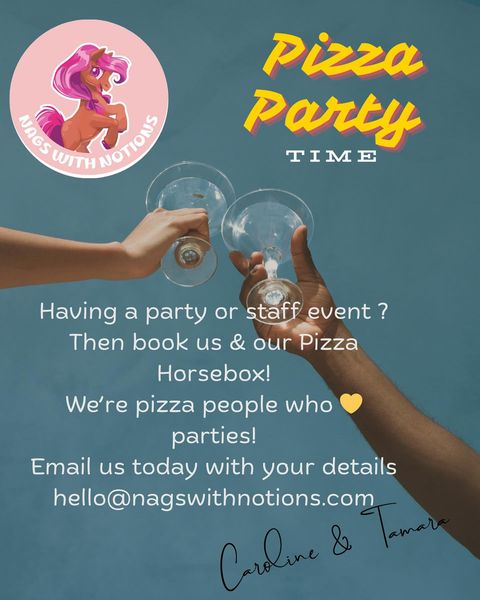 NAGS WITH NOTIONS
Pizza
Party
TIME
Having a party or staff event ?
Then book us & our Pizza
Horsebox!
We're pizza people who 💛
parties!
Email us today with your details
hello@nagswithnotions.com
Caroline & Tamara